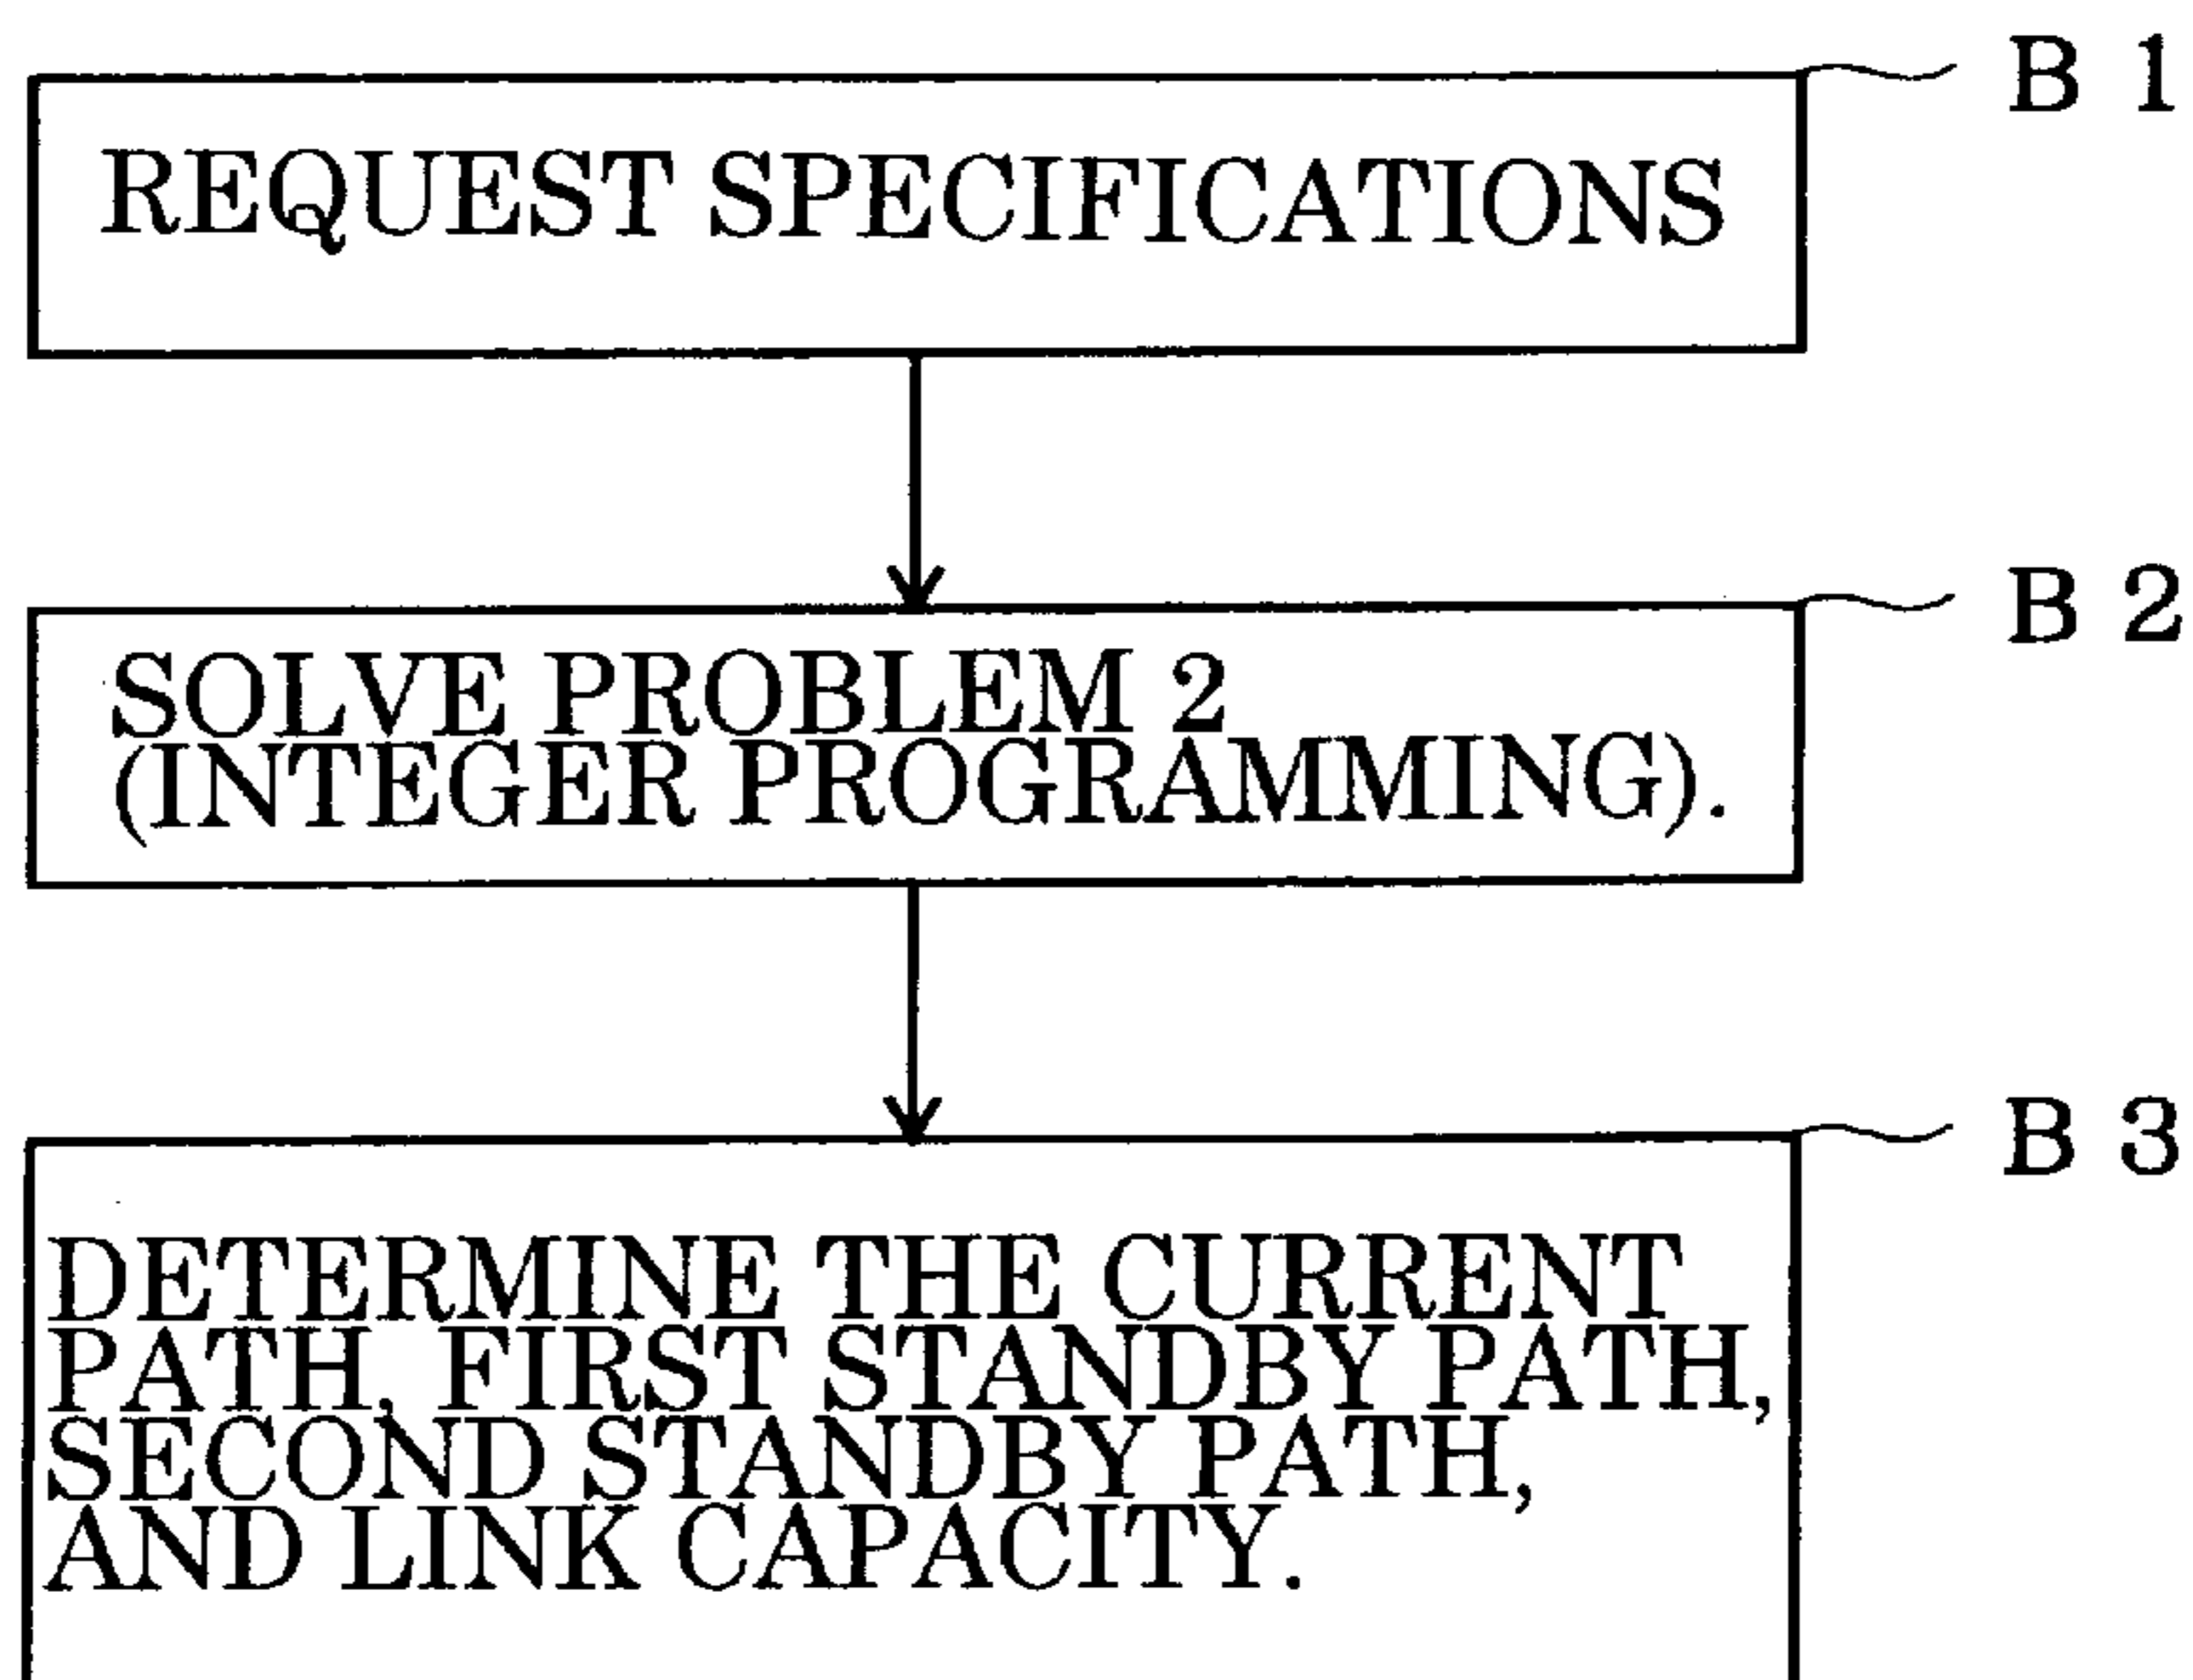 B 1
REQUEST SPECIFICATIONS
B 2
SOLVE PROBLEM 2
(INTEGER PROGRAMMING).
B 3
DETERMINE THE CURRENT
PATH, FIRST STANDBY PATH,
SECOND STANDBY PATH,
AND LINK CAPACITY.